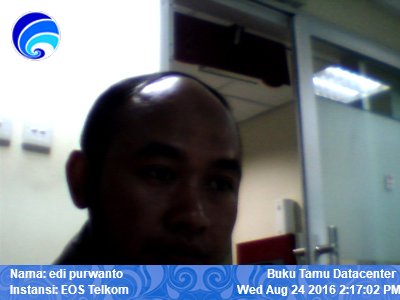 Nama: edi purwanto
Buku Tamu Datacenter
Instansi: EOS Telkom
Wed Aug 24 2016 2:17:02 PM